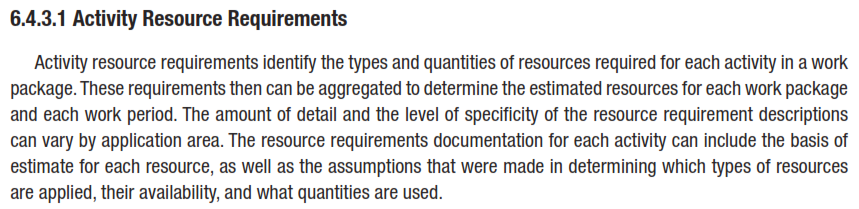 6.4.3.1 Activity Resource Requirements
Activity resource requirements identify the types and quantities of resources required for each activity in a work
package. These requirements then can be aggregated to determine the estimated resources for each work package
and each work period. The amount of detail and the level of specificity of the resource requirement descriptions
can vary by application area. The resource requirements documentation for each activity can include the basis of
estimate for each resource, as well as the assumptions that were made in determining which types of resources
are applied, their availability, and what quantities are used.